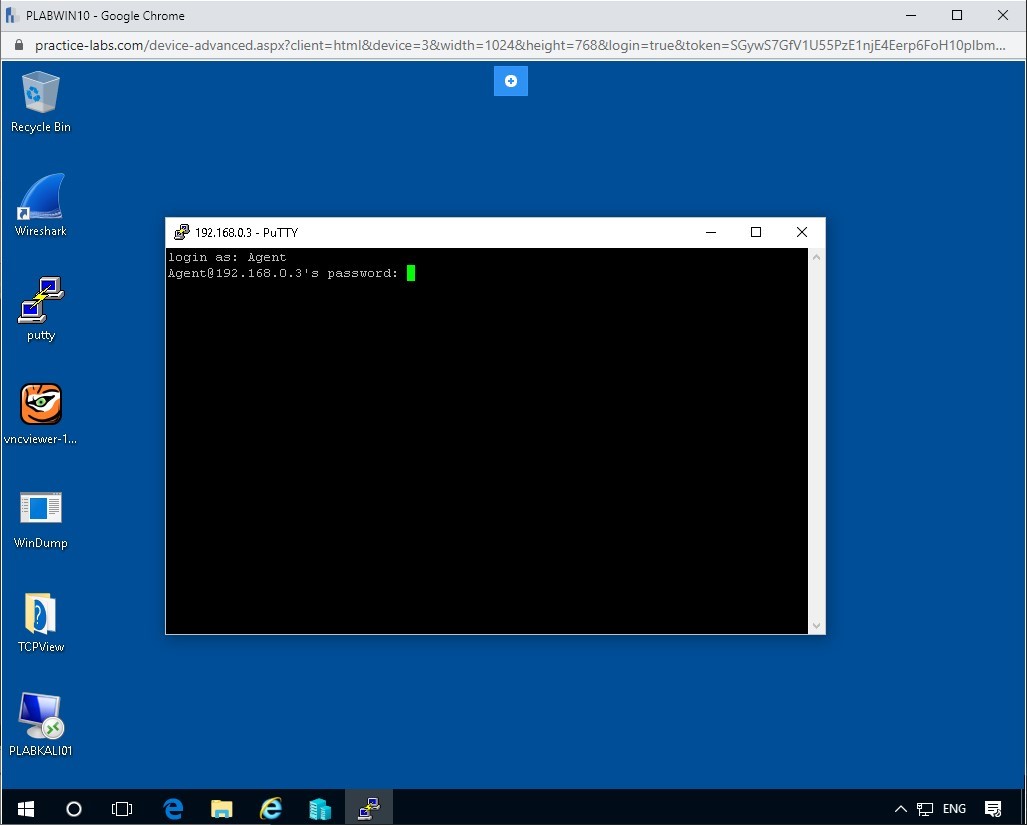 PLABWIN10 - Google Chrome
practice-labs.com/device-advanced.aspx?client=html&device=3&width=1024&height=768&login=true&token=SGywS7GfV1U55PzE1njE4Eerp6FoH10pIbm...
Recycle Bin
Wireshark
192.168.0.3 - PuTTY
login as: Agent
Agent@192.168.0.3's password:
putty
vncviewer-1...
WinDump
TCPView
PLABKALI01
ENG